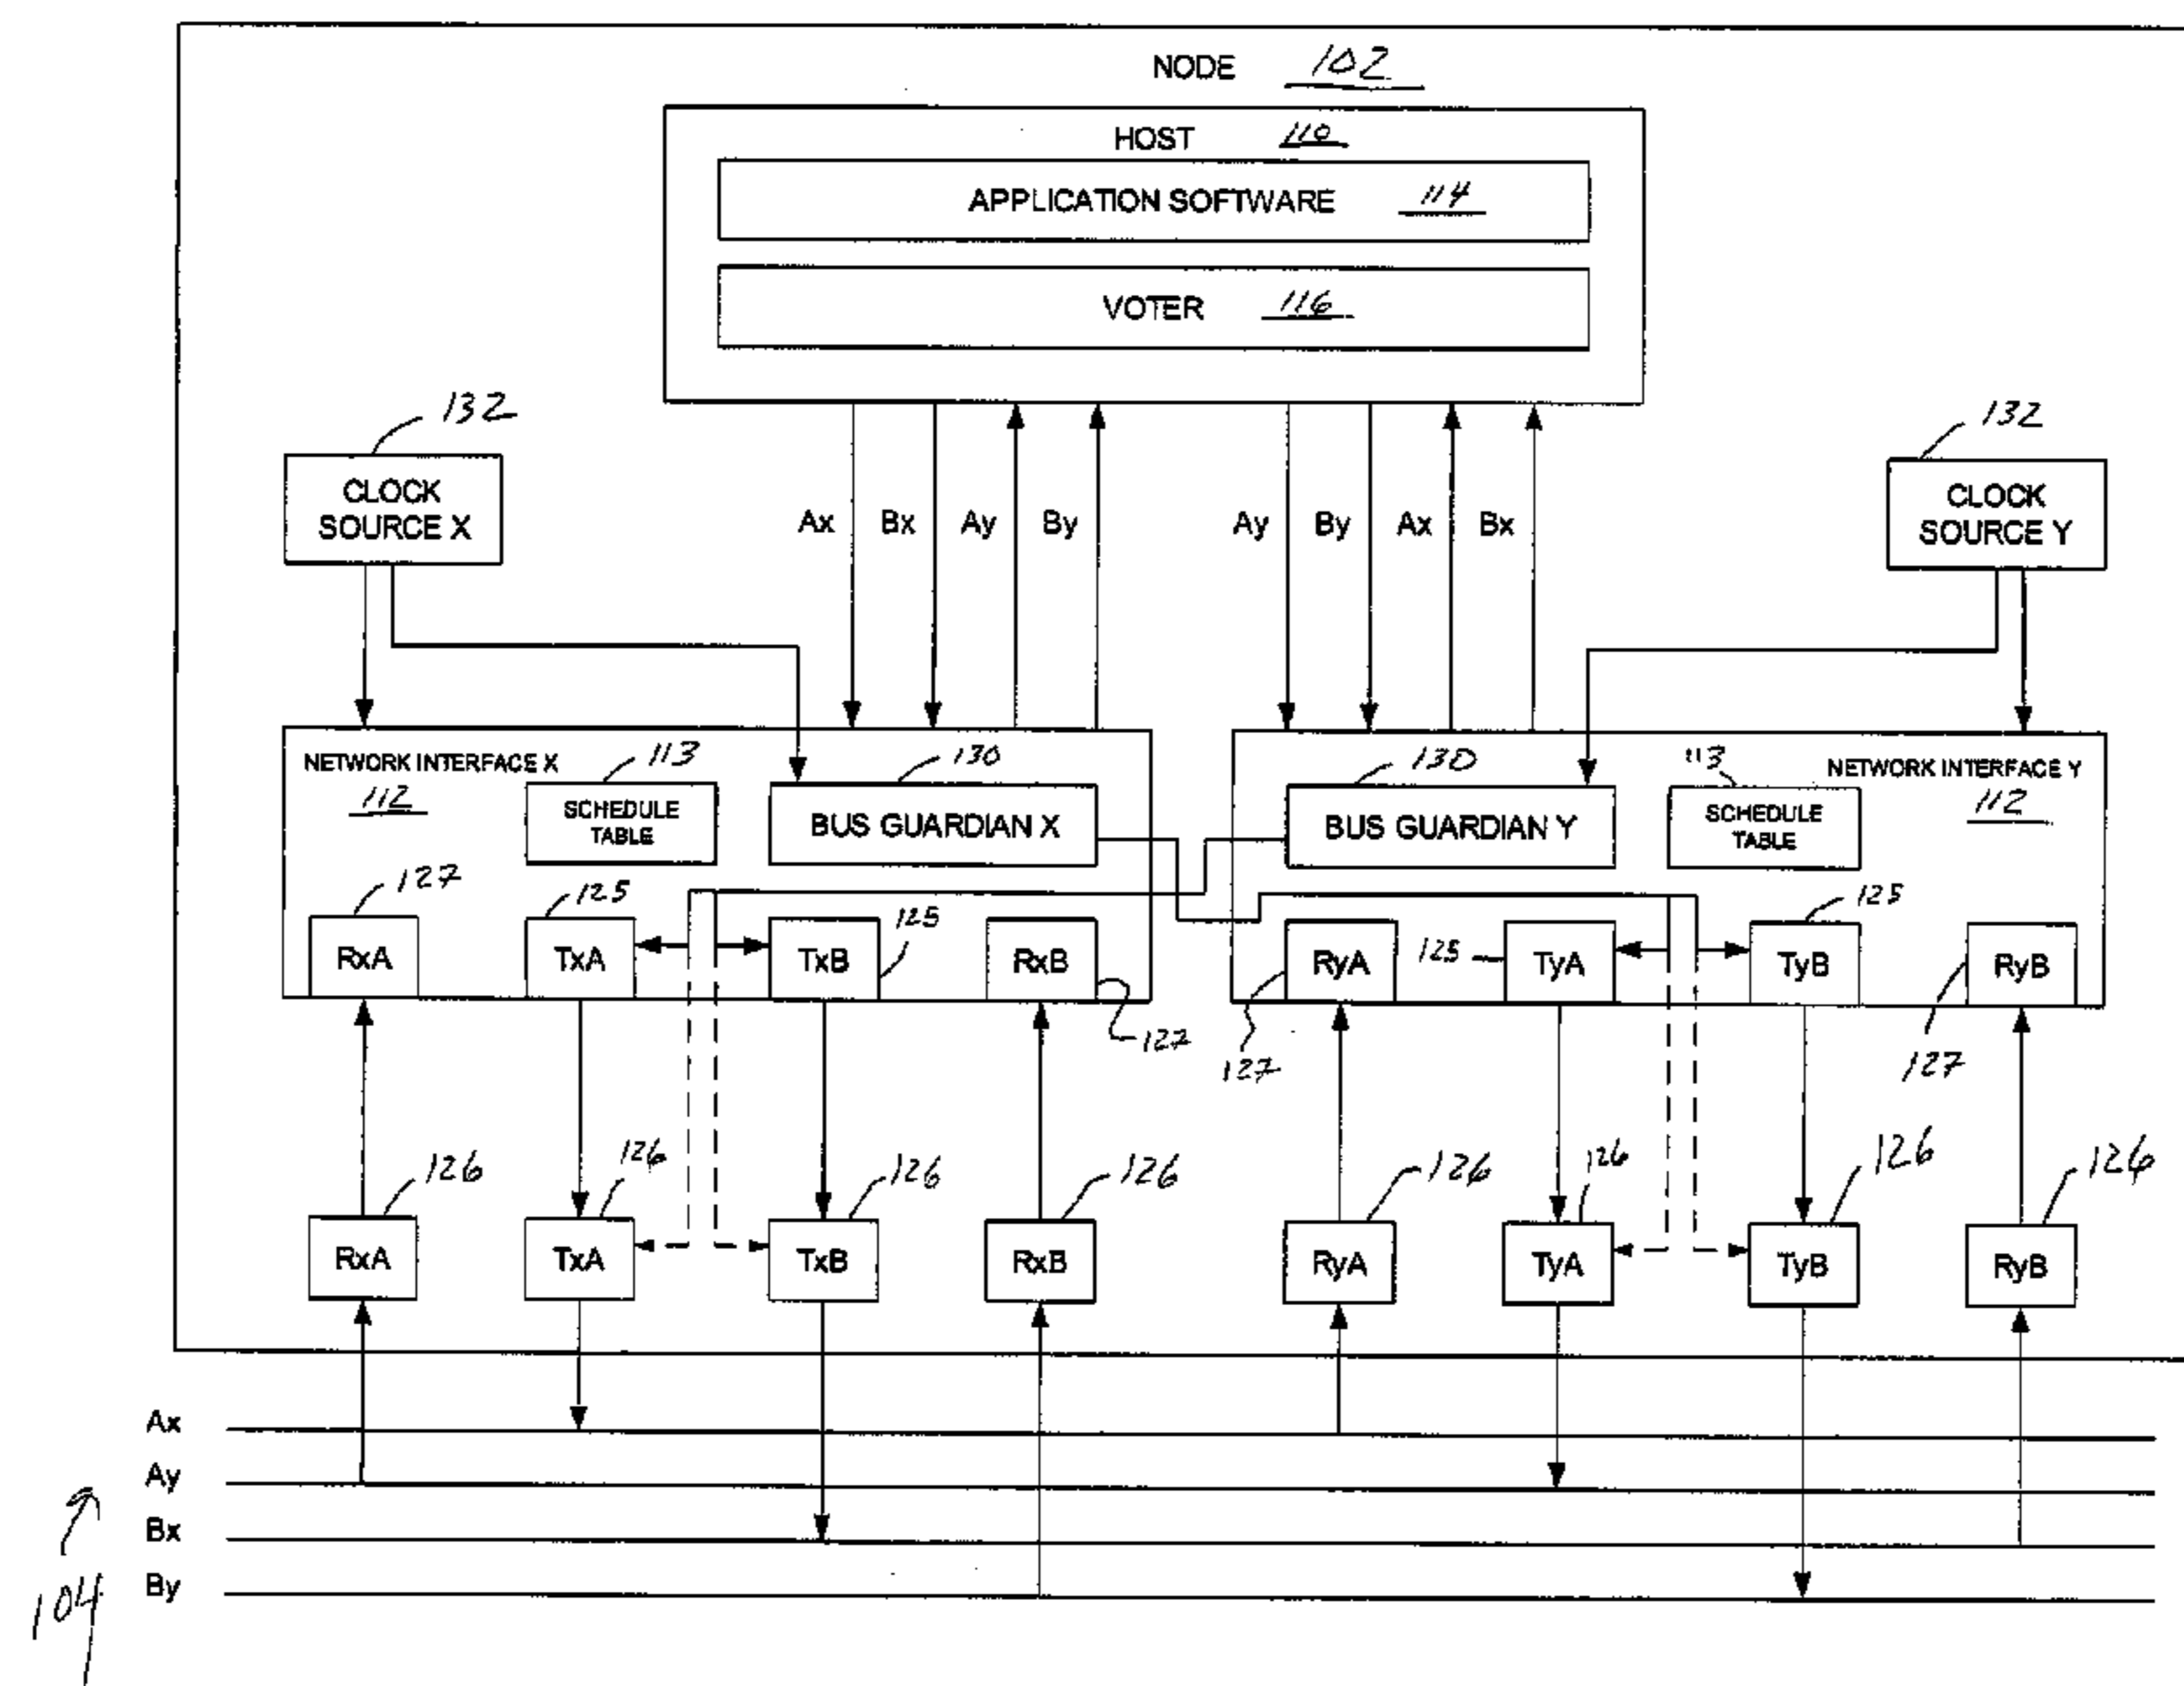 NODE 102
HOST 110
APPLICATION SOFTWARE 114
VOTER 116
132
132
CLOCK
SOURCE X
CLOCK
SOURCE Y
Ax Bx Ay By Ay By Ax Bx
NETWORK INTERFACE X
112
113
SCHEDULE
TABLE
130
BUS GUARDIAN X
130
BUS GUARDIAN Y
113
SCHEDULE
TABLE
NETWORK INTERFACE Y
112
127 125 125 125 125
RxA TxA TxB RxB RyA TyA TyB RyB
127 127 127
126 126 126 126 126 126 126 126
RxA TxA TxB RxB RyA TyA TyB RyB
Ax
Ay
Bx
By
104